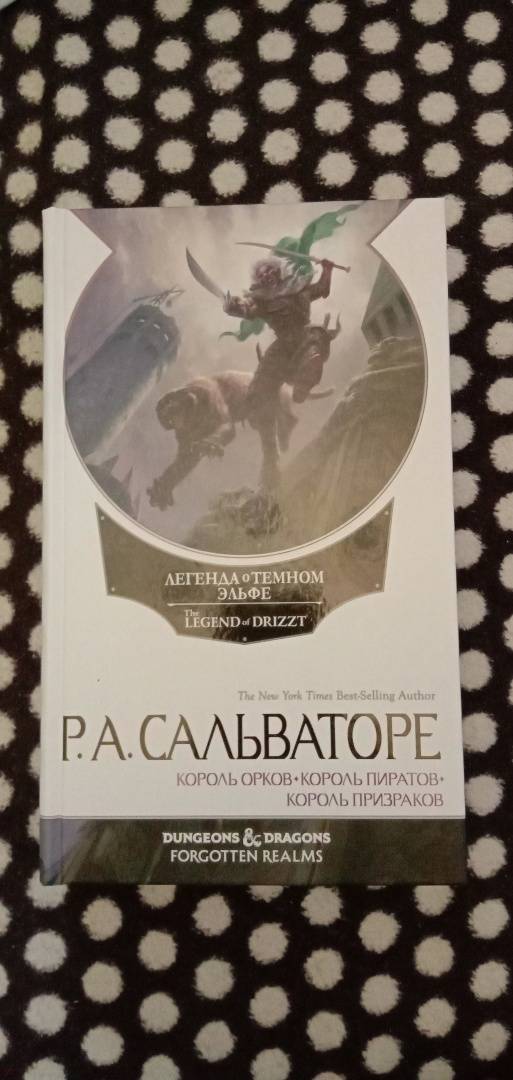 ЛЕГЕНДА о ТЕМНОМ
ЭЛЬФЕ
The
LEGEND of DRIZZT
The New York Times Best-Selling Author
Р. А. САЛЬВАТОРЕ
КОРОЛЬ ОРКОВ • КОРОЛЬ ПИРАТОВ •
КОРОЛЬ ПРИЗРАКОВ
DUNGEONS & DRAGONS
FORGOTTEN REALMS